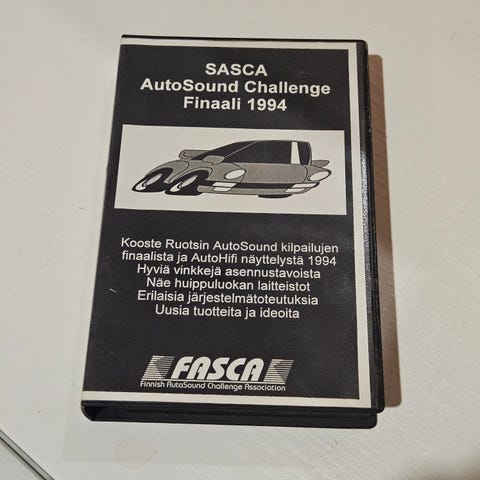 SASCA
AutoSound Challenge
Finaali 1994
Kooste Ruotsin AutoSound kilpailujen
finaalista ja AutoHifi näyttelystä 1994
Hyviä vinkkejä asennustavoista
Näe huippuluokan laitteistot
Erilaisia järjestelmätoteutuksia
Uusia tuotteita ja ideoita
FASCA
Finnish AutoSound Challenge Association